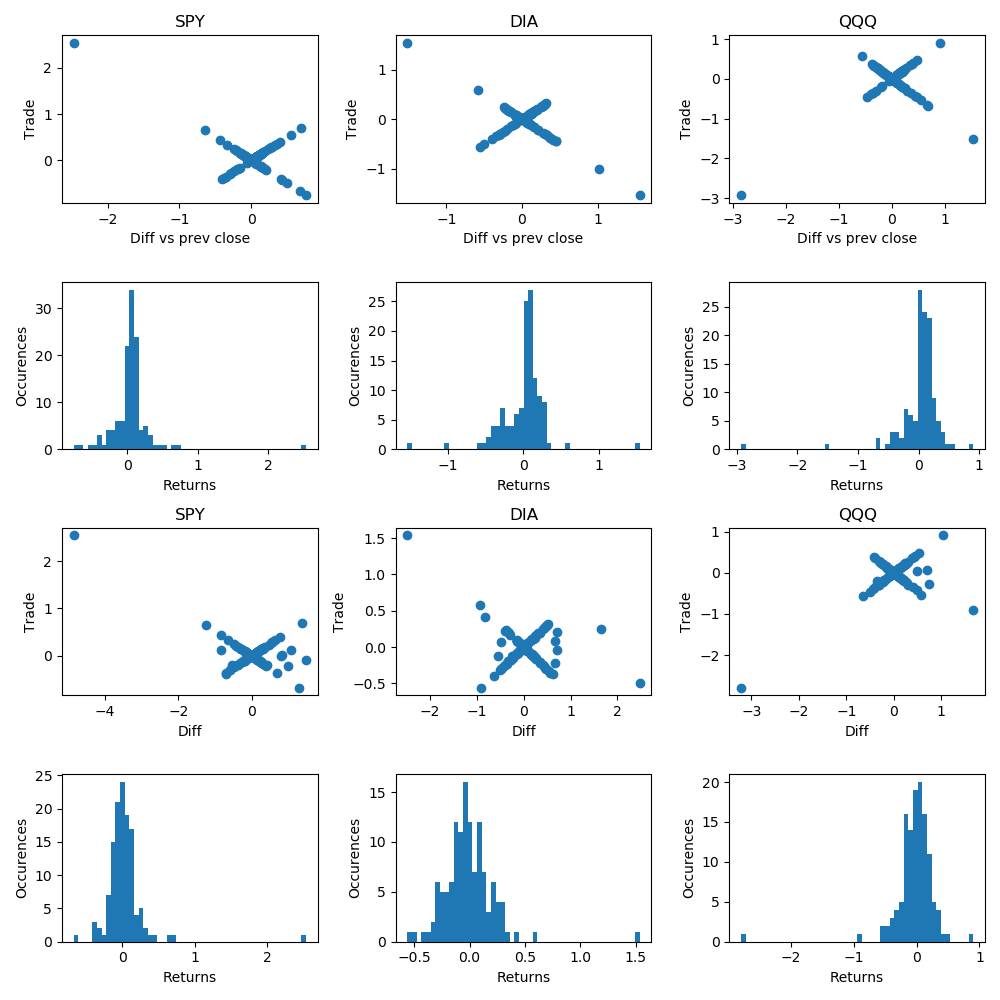 SPY DIA QQQ
2 1 0 Trade −2 −1 0 Diff vs prev close
1 0 −1 Trade −1 0 1 Diff vs prev close
1 0 −1 −2 −3 Trade −3 −2 −1 0 1 Diff vs prev close
30 20 10 0 Occurences 0 1 2 Returns
25 20 15 10 5 0 Occurences −1 0 1 Returns
25 20 15 10 5 0 Occurences −3 −2 −1 0 1 Returns
SPY DIA QQQ
2 1 0 Trade −4 −2 0 Diff
1.5 1.0 0.5 0.0 −0.5 Trade −2 −1 0 1 2 Diff
1 0 −1 −2 Trade −3 −2 −1 0 1 Diff
25 20 15 10 5 0 Occurences 0 1 2 Returns
15 10 5 0 Occurences −0.5 0.0 0.5 1.0 1.5 Returns
20 15 10 5 0 Occurences −2 −1 0 1 Returns